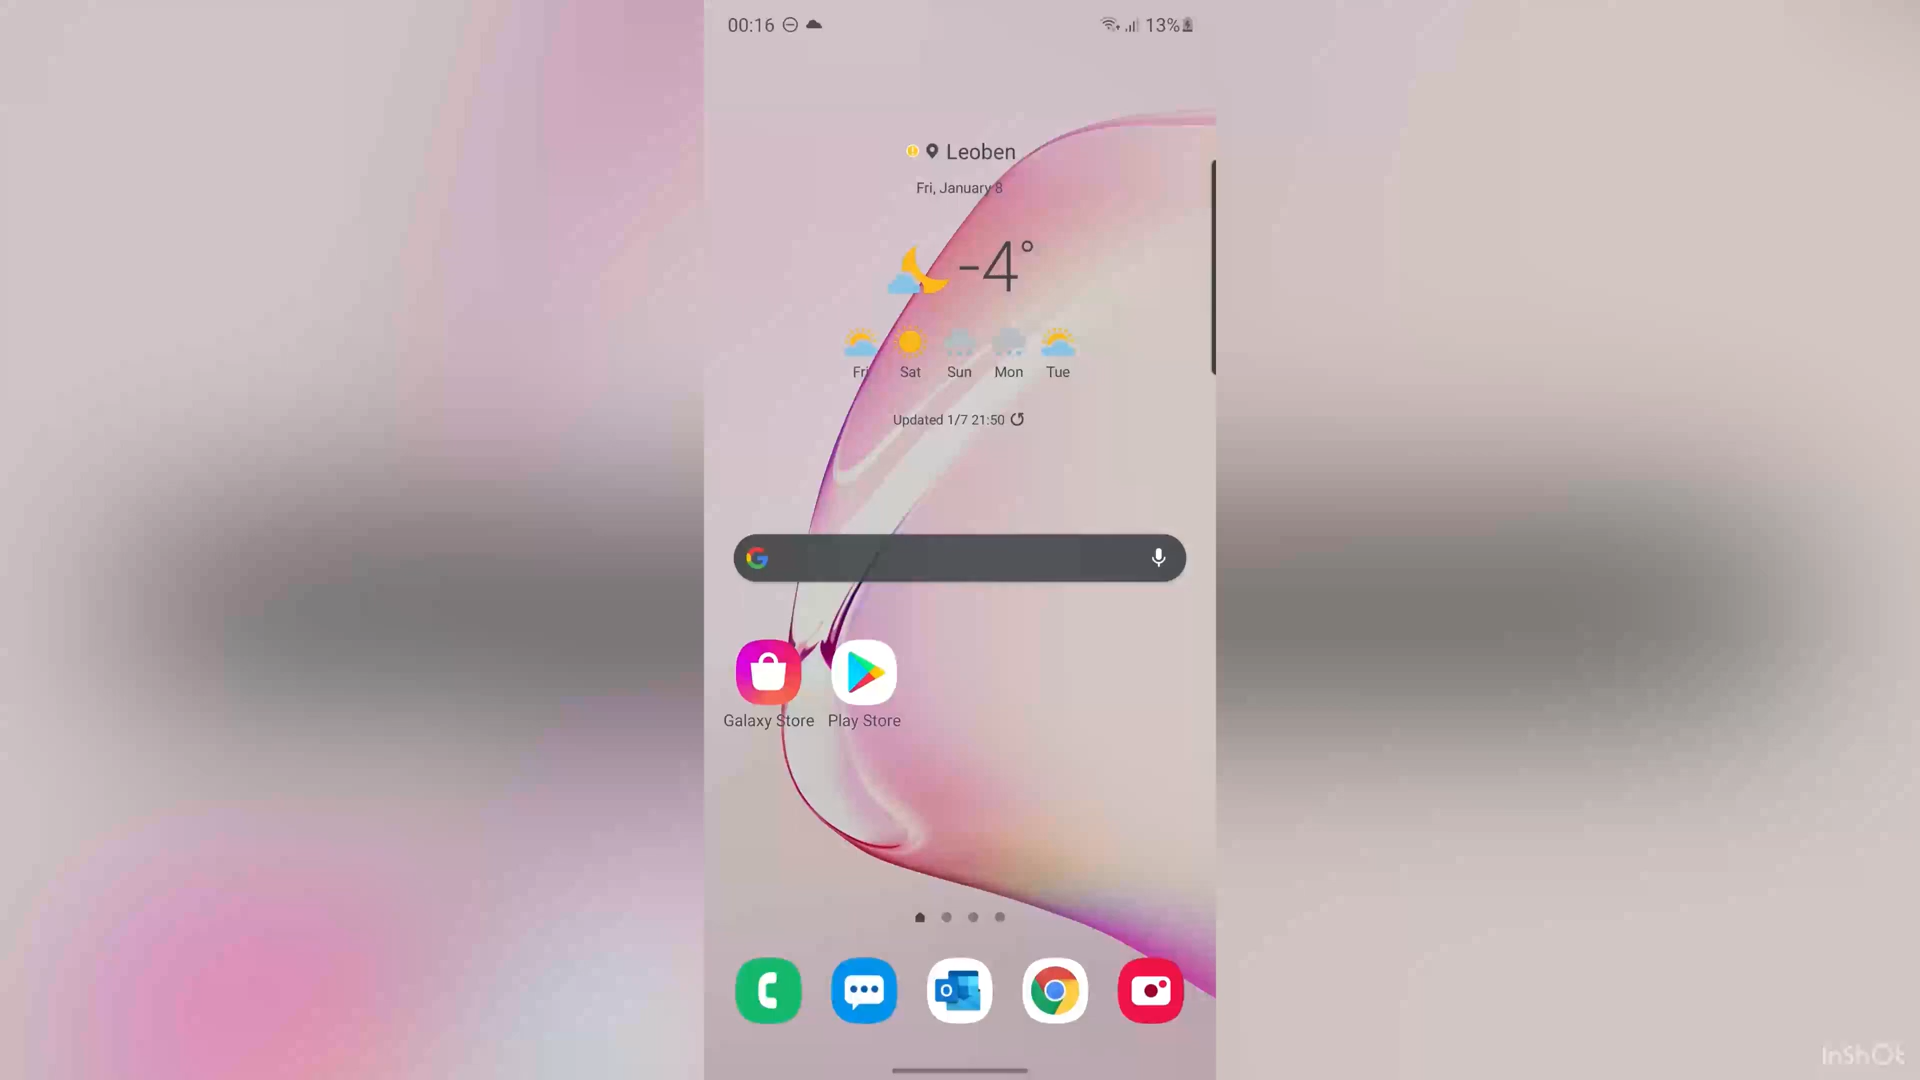 00:16 13%
Leoben
Fri, January 8
-4°
Fri Sat Sun Mon Tue
Updated 1/7 21:50
Galaxy Store Play Store
InShOt